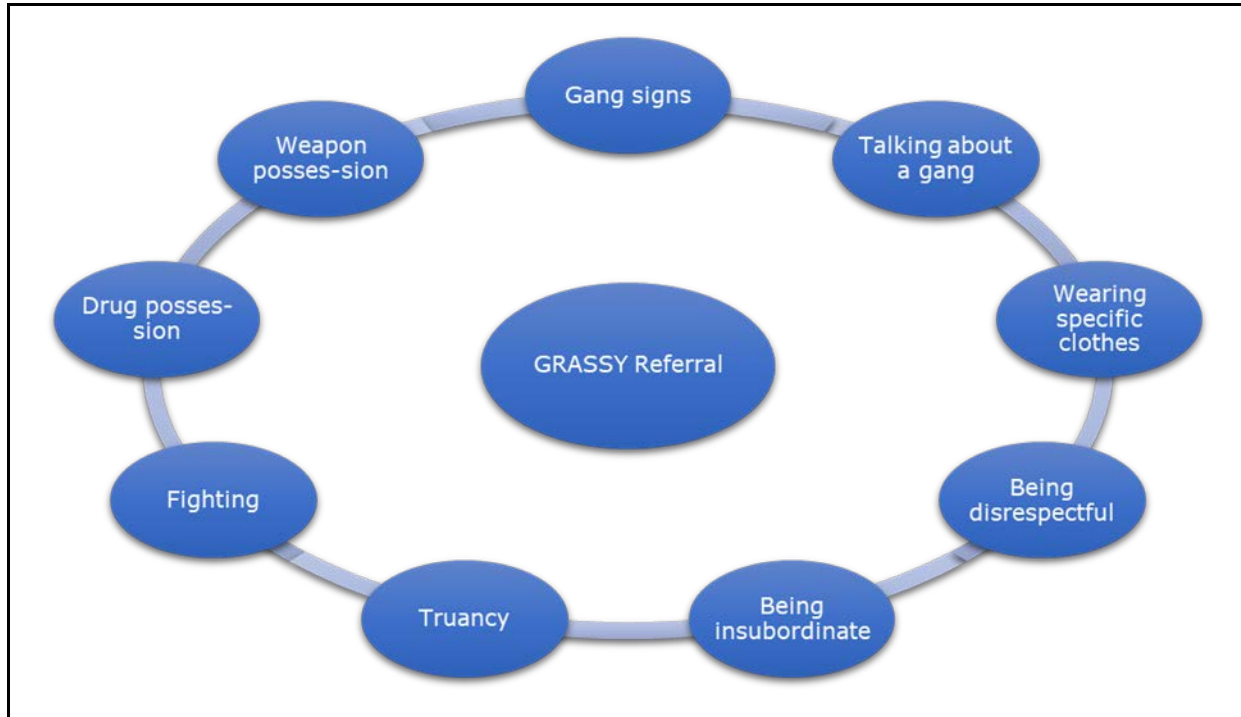 Gang signs
Talking about
a gang
Wearing
specific
clothes
Being
disrespectful
Being
insubordinate
Truancy
Fighting
Drug posses-
sion
Weapon
posses-sion
GRASSY Referral